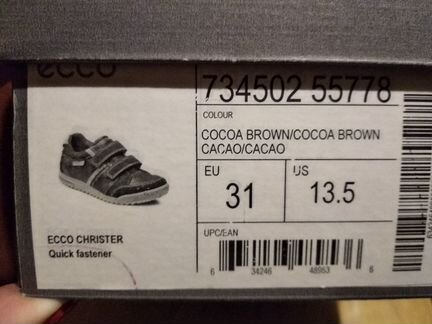 ecco
734502 55778
COLOUR
COCOA BROWN/COCOA BROWN
CACAO/CACAO
EU
31
US
13.5
ECCO CHRISTER
Quick fastener
UPC/EAN
6 34246 48953 6